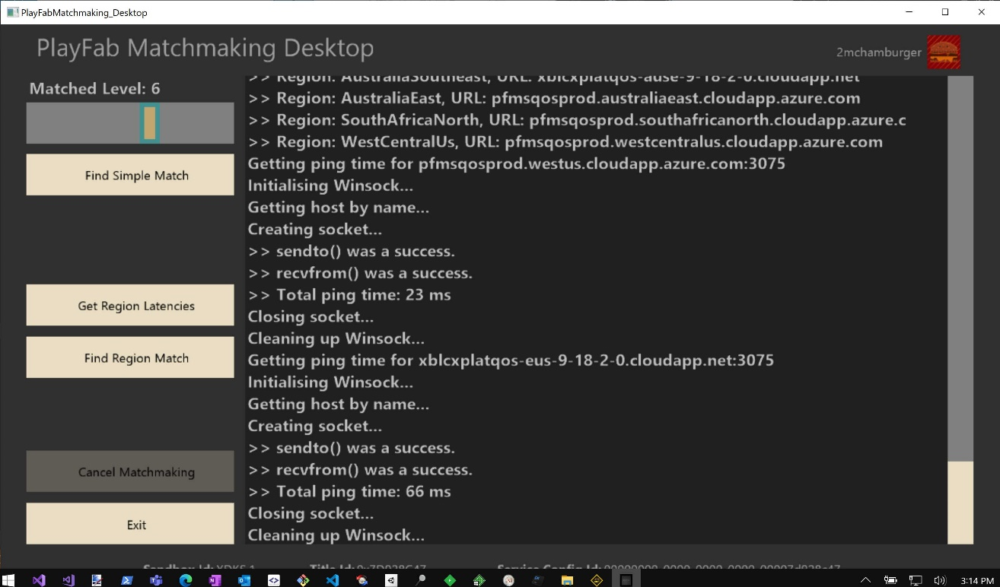 PlayFabMatchmaking_Desktop
PlayFab Matchmaking Desktop
2mchamburger
Matched Level: 6
Find Simple Match
Get Region Latencies
Find Region Match
Cancel Matchmaking
Exit
>> Region: AustraliaSoutheast, URL: xblcxplatqos-ause-9-18-2-0.cloudapp.net
>> Region: AustraliaEast, URL: pfmsqosprod.australiaeast.cloudapp.azure.com
>> Region: SouthAfricaNorth, URL: pfmsqosprod.southafricanorth.cloudapp.azure.c
>> Region: WestCentralUs, URL: pfmsqosprod.westcentralus.cloudapp.azure.com
Getting ping time for pfmsqosprod.westus.cloudapp.azure.com:3075
Initialising Winsock...
Getting host by name...
Creating socket...
>> sendto() was a success.
>> recvfrom() was a success.
>> Total ping time: 23 ms
Closing socket...
Cleaning up Winsock...
Getting ping time for xblcxplatqos-eus-9-18-2-0.cloudapp.net:3075
Initialising Winsock...
Getting host by name...
Creating socket...
>> sendto() was a success.
>> recvfrom() was a success.
>> Total ping time: 66 ms
Closing socket...
Cleaning up Winsock...
Sandbox Id: XDKS.1 Title Id: Service Config Id:
3:14 PM